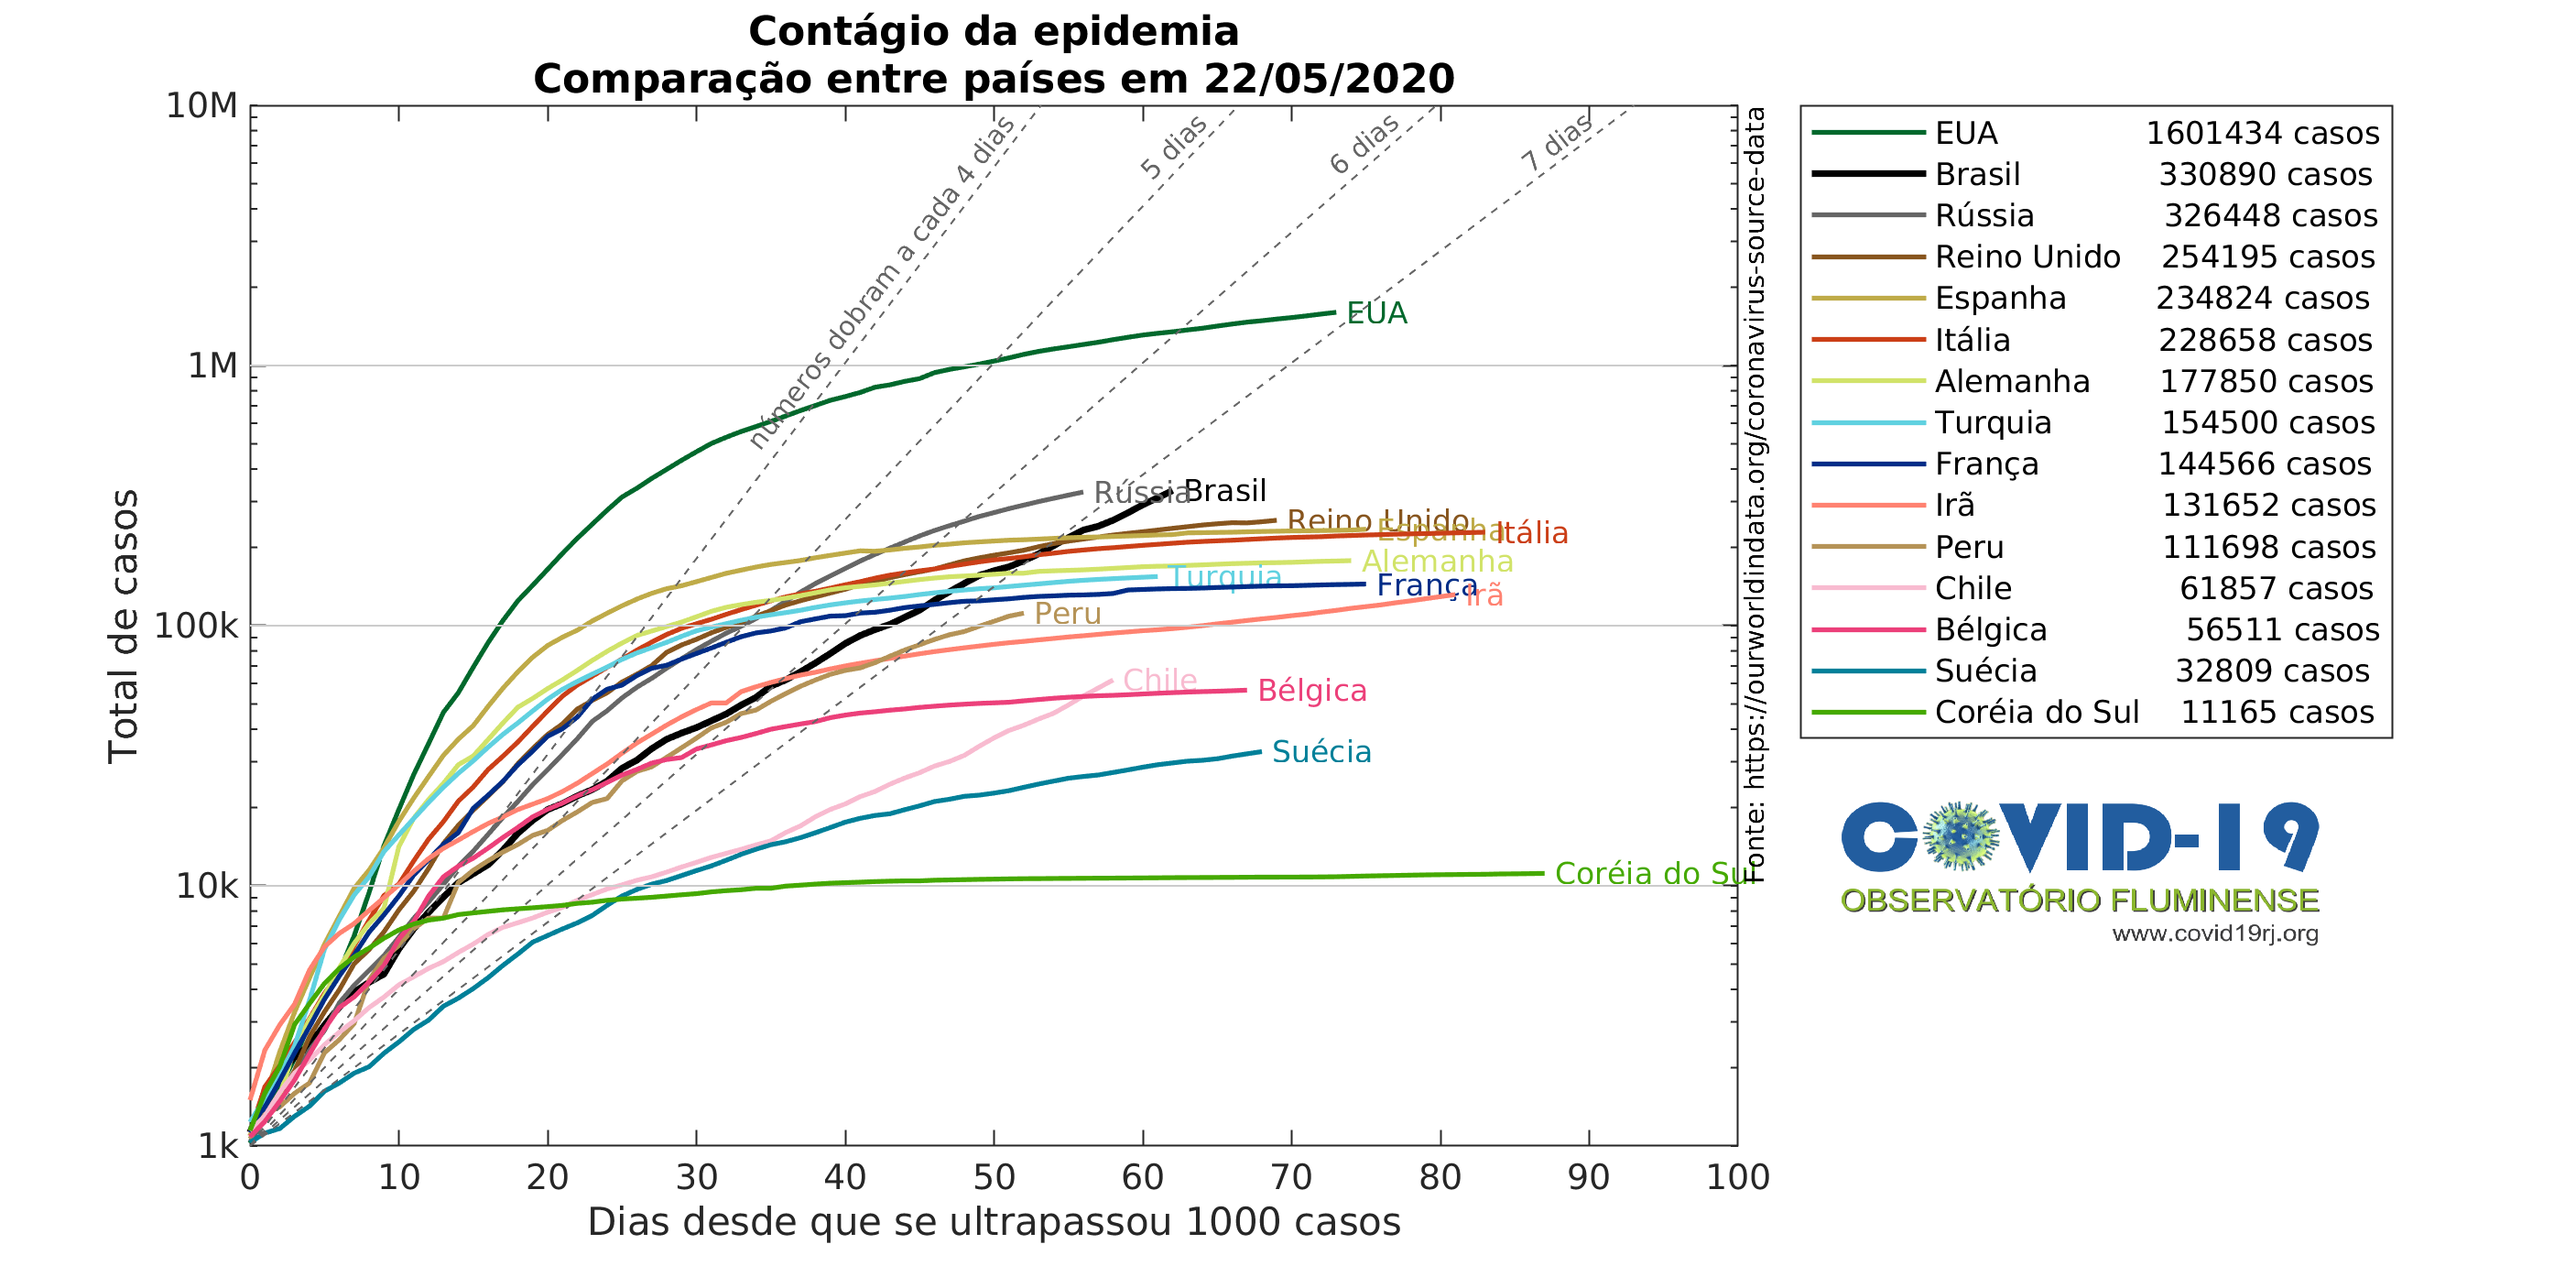 Contágio da epidemia
Comparação entre países em 22/05/2020
Total de casos
10M
1M
100k
10k
1k
0 10 20 30 40 50 60 70 80 90 100
Dias desde que se ultrapassou 1000 casos
números dobram a cada 4 dias
5 dias
6 dias
7 dias
EUA
Rússia
Brasil
Reino Unido
Espanha
Itália
Alemanha
Turquia
França
Irã
Peru
Chile
Bélgica
Suécia
Coréia do Sul
Fonte: https://ourworldindata.org/coronavirus-source-data
EUA 1601434 casos
Brasil 330890 casos
Rússia 326448 casos
Reino Unido 254195 casos
Espanha 234824 casos
Itália 228658 casos
Alemanha 177850 casos
Turquia 154500 casos
França 144566 casos
Irã 131652 casos
Peru 111698 casos
Chile 61857 casos
Bélgica 56511 casos
Suécia 32809 casos
Coréia do Sul 11165 casos
COVID-19
OBSERVATÓRIO FLUMINENSE
www.covid19rj.org